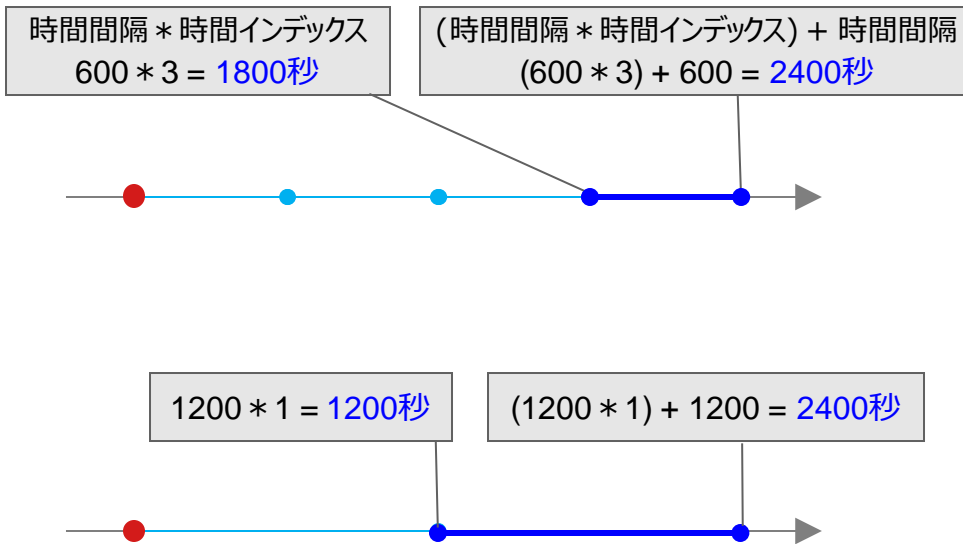 時間間隔＊時間インデックス
600＊3 = 1800秒
(時間間隔＊時間インデックス) + 時間間隔
(600＊3) + 600 = 2400秒
1200＊1 = 1200秒
(1200＊1) + 1200 = 2400秒